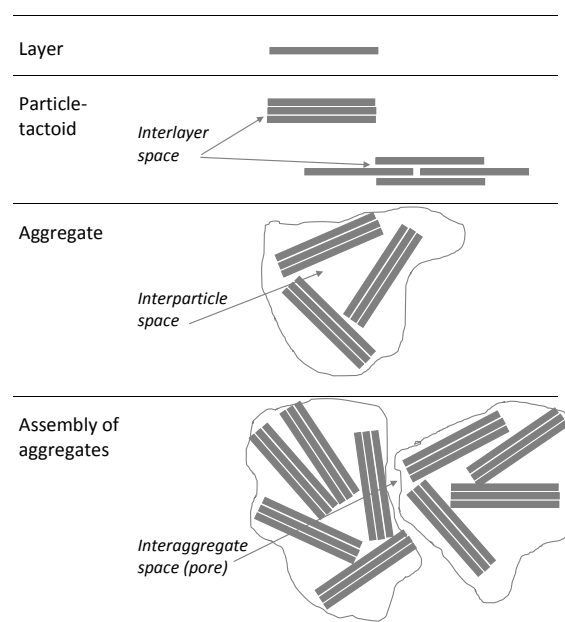 Layer
Particle-
tactoid
Interlayer
space
Aggregate
Interparticle
space
Assembly of
aggregates
Interaggregate
space (pore)